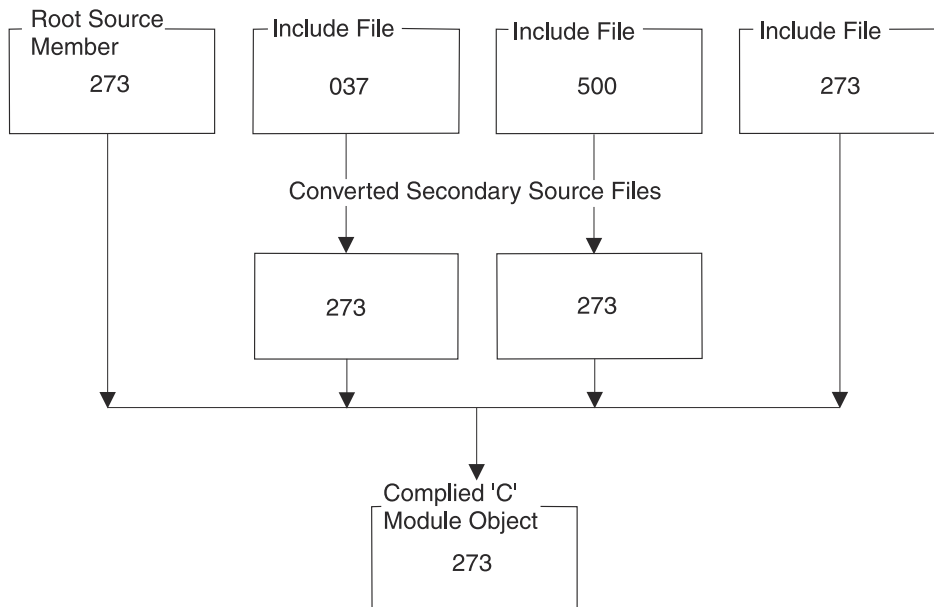 Root Source
Member
273
Include File
037
Include File
500
Include File
273
Converted Secondary Source Files
273
273
Complied 'C'
Module Object
273